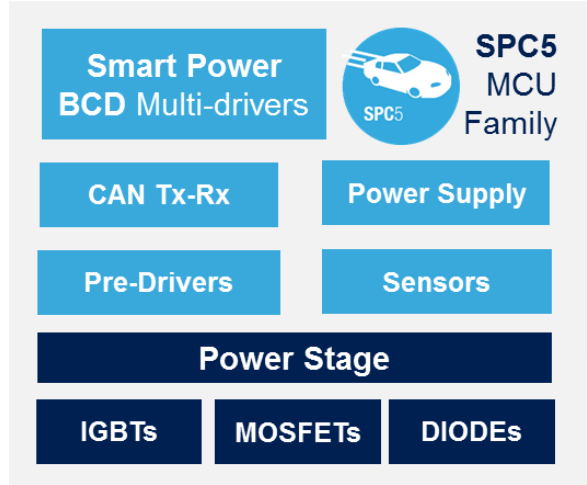 Smart Power
BCD Multi-drivers
SPC5
SPC5
MCU
Family
CAN Tx-Rx
Power Supply
Pre-Drivers
Sensors
Power Stage
IGBTs
MOSFETs
DIODEs